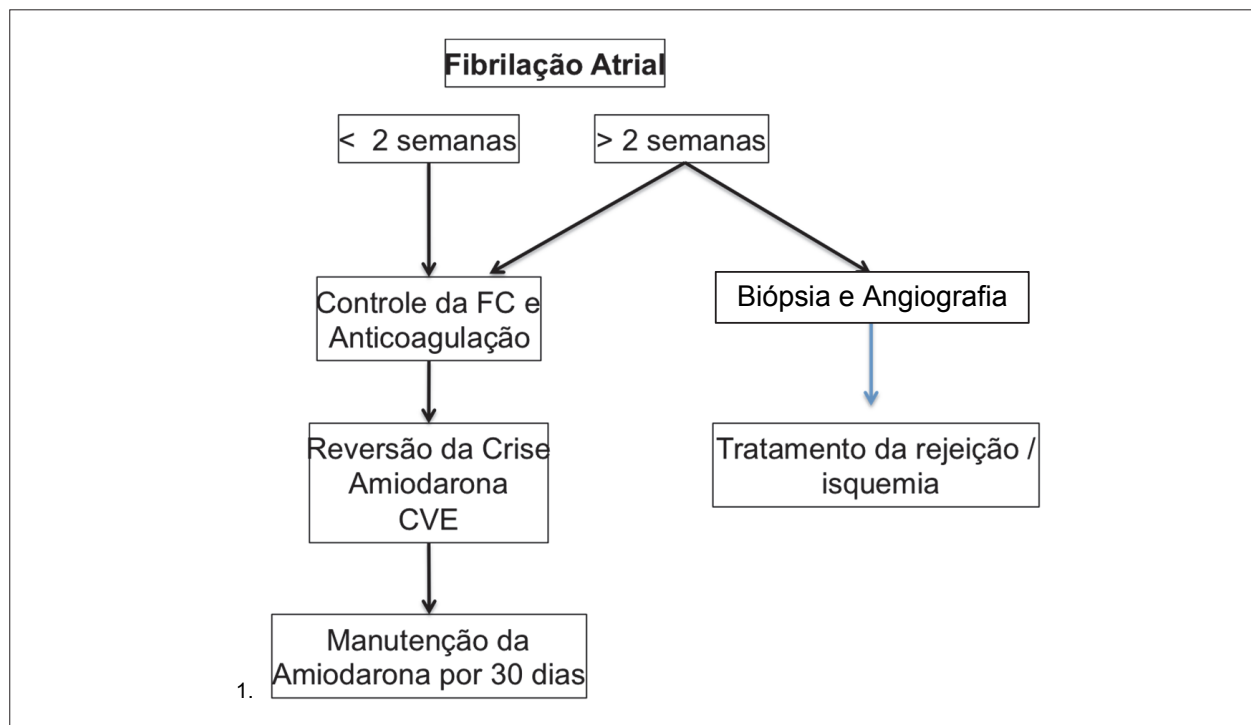 Fibrilação Atrial
< 2 semanas
> 2 semanas
Controle da FC e
Anticoagulação
Biópsia e Angiografia
Reversão da Crise
Amiodarona
CVE
Tratamento da rejeição /
isquemia
Manutenção da
Amiodarona por 30 dias
1.